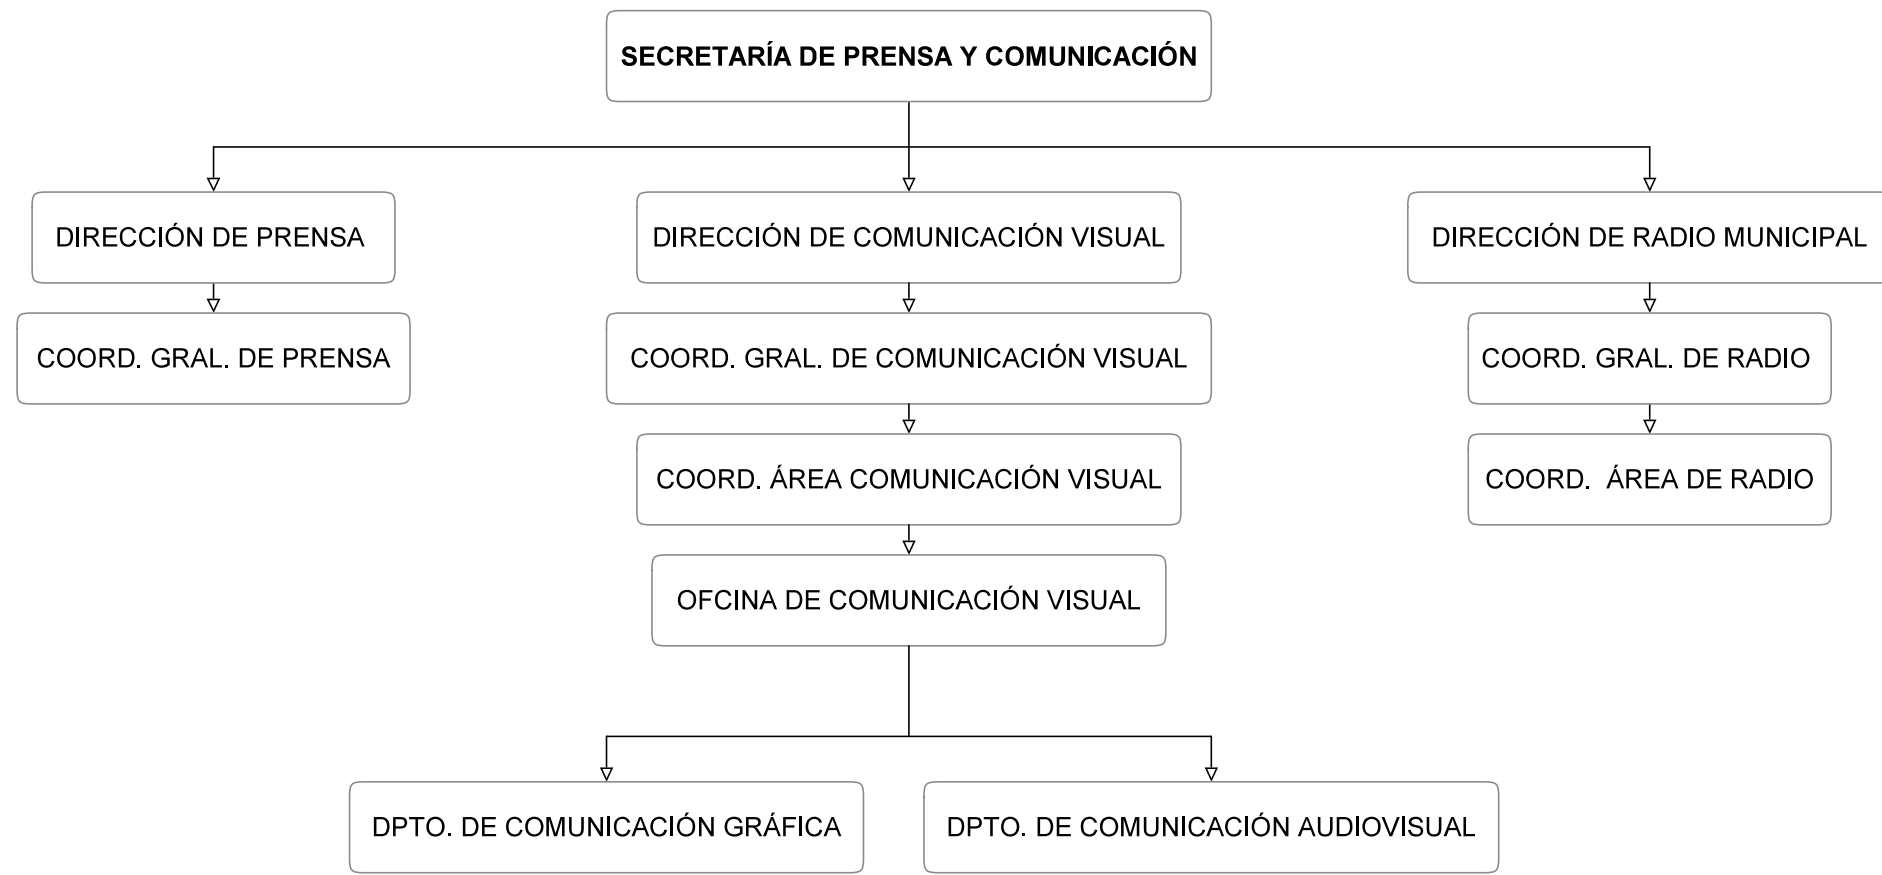 SECRETARÍA DE PRENSA Y COMUNICACIÓN
DIRECCIÓN DE PRENSA
DIRECCIÓN DE COMUNICACIÓN VISUAL
DIRECCIÓN DE RADIO MUNICIPAL
COORD. GRAL. DE PRENSA
COORD. GRAL. DE COMUNICACIÓN VISUAL
COORD. GRAL. DE RADIO
COORD. ÁREA COMUNICACIÓN VISUAL
COORD. ÁREA DE RADIO
OFCINA DE COMUNICACIÓN VISUAL
DPTO. DE COMUNICACIÓN GRÁFICA
DPTO. DE COMUNICACIÓN AUDIOVISUAL